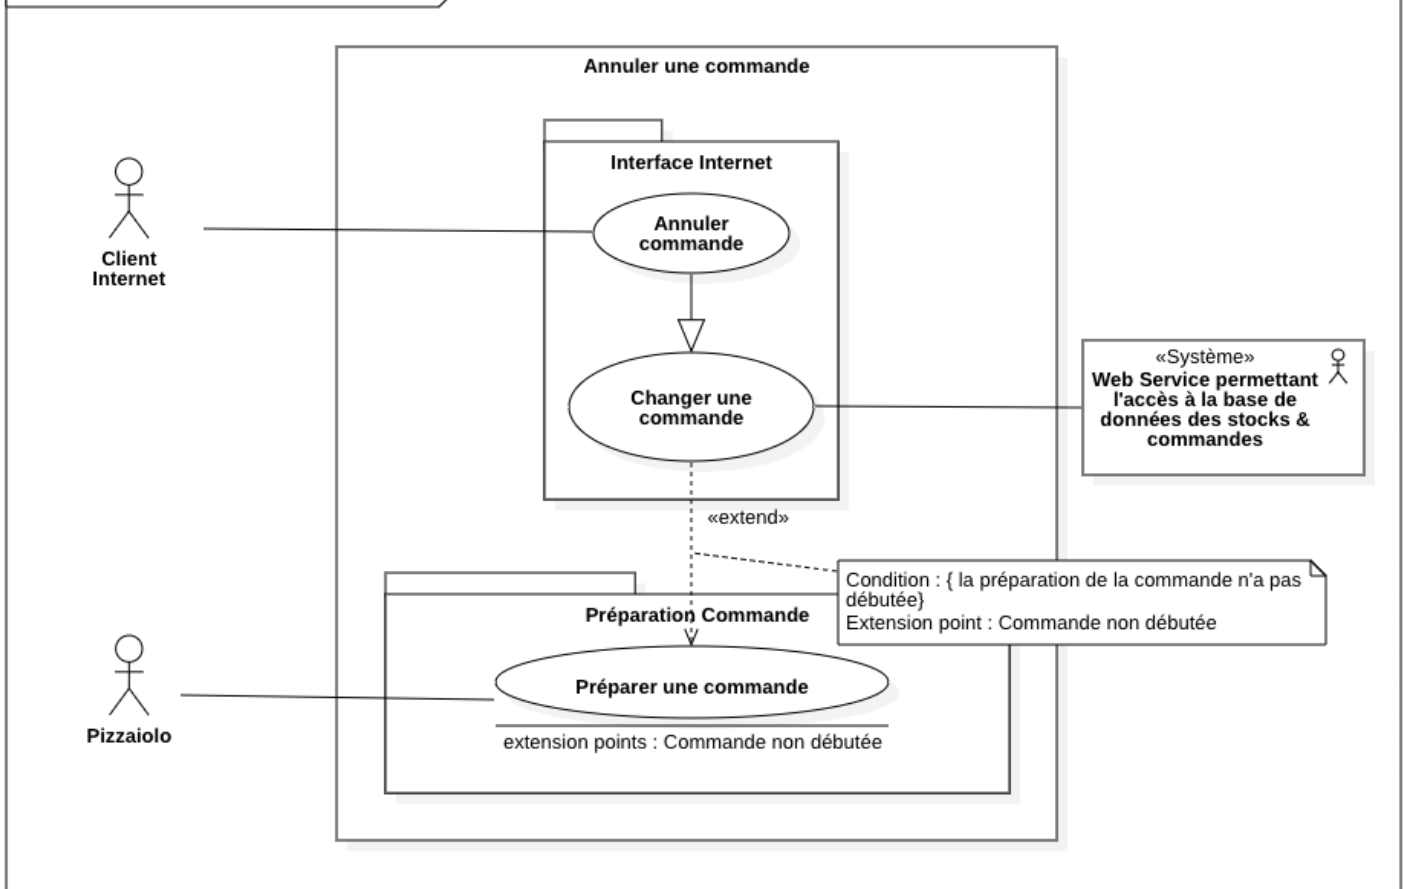 Annuler une commande
Interface Internet
Annuler
commande
Client
Internet
Changer une
commande
«Système»
Web Service permettant
l'accès à la base de
données des stocks &
commandes
«extend»
Condition : { la préparation de la commande n'a pas
débutée}
Extension point : Commande non débutée
Préparation Commande
Préparer une commande
Pizzaiolo
extension points : Commande non débutée